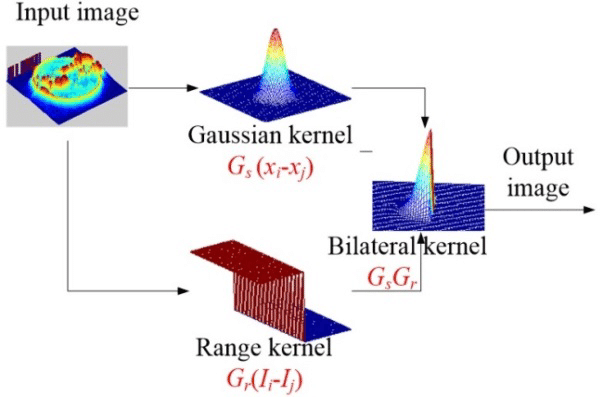 Input image
Gaussian kernel
Gs (xi-xj)
Output
image
Bilateral kernel
GsGr
Range kernel
Gr(Ii-Ij)